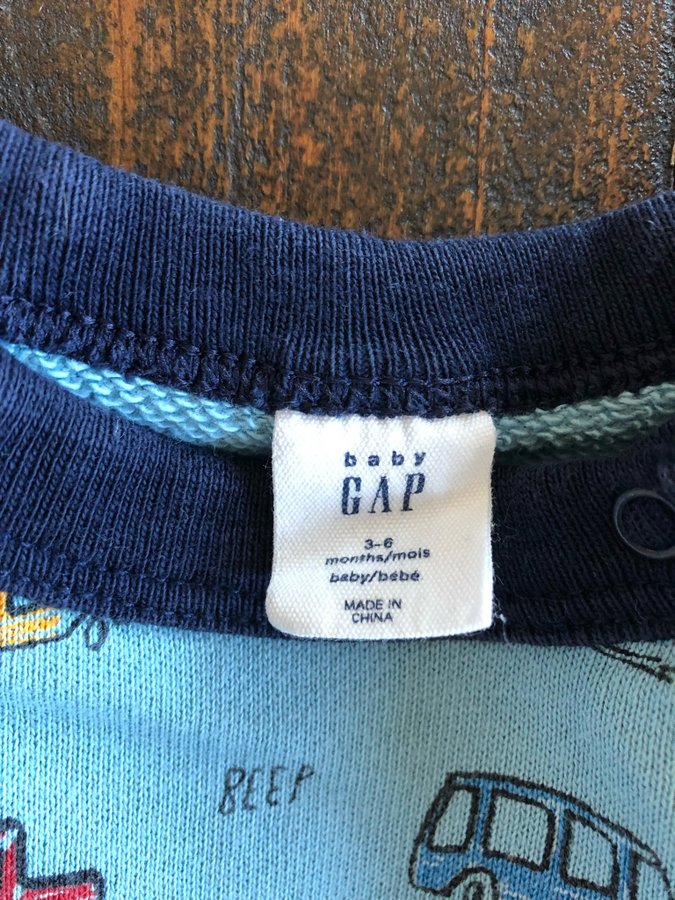 baby
GAP
3-6
months/mois
baby/bébé
MADE IN
CHINA
BEEP